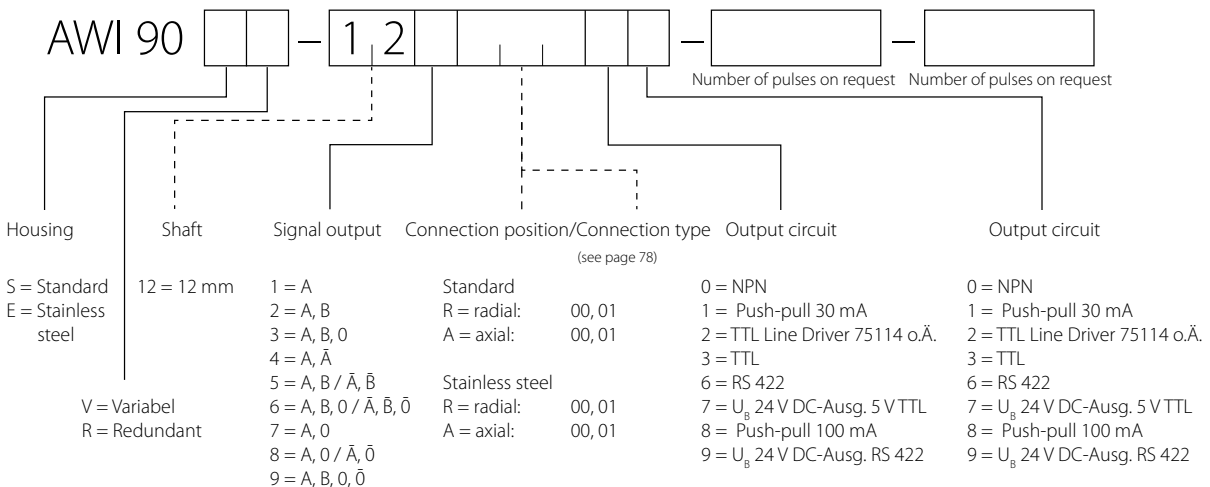 AWI 90 – 1 2 – –
Number of pulses on request Number of pulses on request
Housing
S = Standard
E = Stainless
steel
V = Variabel
R = Redundant
Shaft
12 = 12 mm
Signal output
1 = A
2 = A, B
3 = A, B, 0
4 = A, Ā
5 = A, B / Ā, B̄
6 = A, B, 0 / Ā, B̄, 0̄
7 = A, 0
8 = A, 0 / Ā, 0̄
9 = A, B, 0, 0̄
Connection position/Connection type
(see page 78)
Standard
R = radial: 00, 01
A = axial: 00, 01
Stainless steel
R = radial: 00, 01
A = axial: 00, 01
Output circuit
0 = NPN
1 = Push-pull 30 mA
2 = TTL Line Driver 75114 o.Ä.
3 = TTL
6 = RS 422
7 = U_B 24 V DC-Ausg. 5 V TTL
8 = Push-pull 100 mA
9 = U_B 24 V DC-Ausg. RS 422
Output circuit
0 = NPN
1 = Push-pull 30 mA
2 = TTL Line Driver 75114 o.Ä.
3 = TTL
6 = RS 422
7 = U_B 24 V DC-Ausg. 5 V TTL
8 = Push-pull 100 mA
9 = U_B 24 V DC-Ausg. RS 422